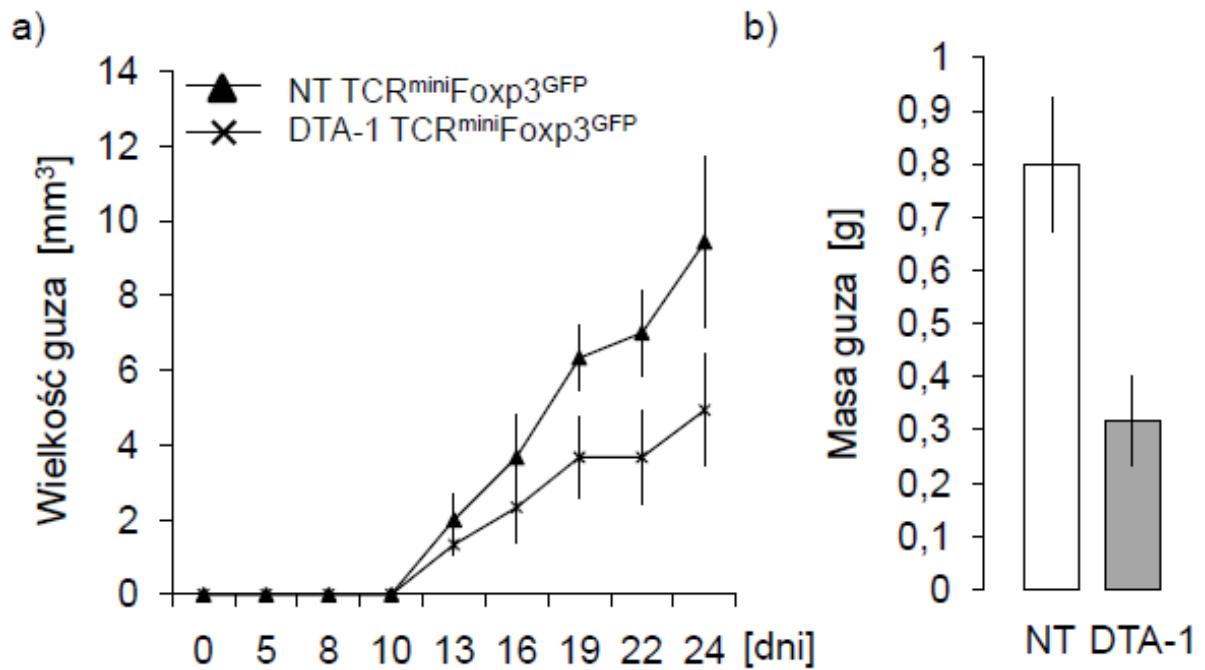 a)
Wielkość guza [mm³]
14
12
10
8
6
4
2
0
NT TCRᵐⁱⁿⁱFoxp3ᴳᶠᴾ
DTA-1 TCRᵐⁱⁿⁱFoxp3ᴳᶠᴾ
0 5 8 10 13 16 19 22 24 [dni]
b)
Masa guza [g]
1
0,9
0,8
0,7
0,6
0,5
0,4
0,3
0,2
0,1
0
NT DTA-1